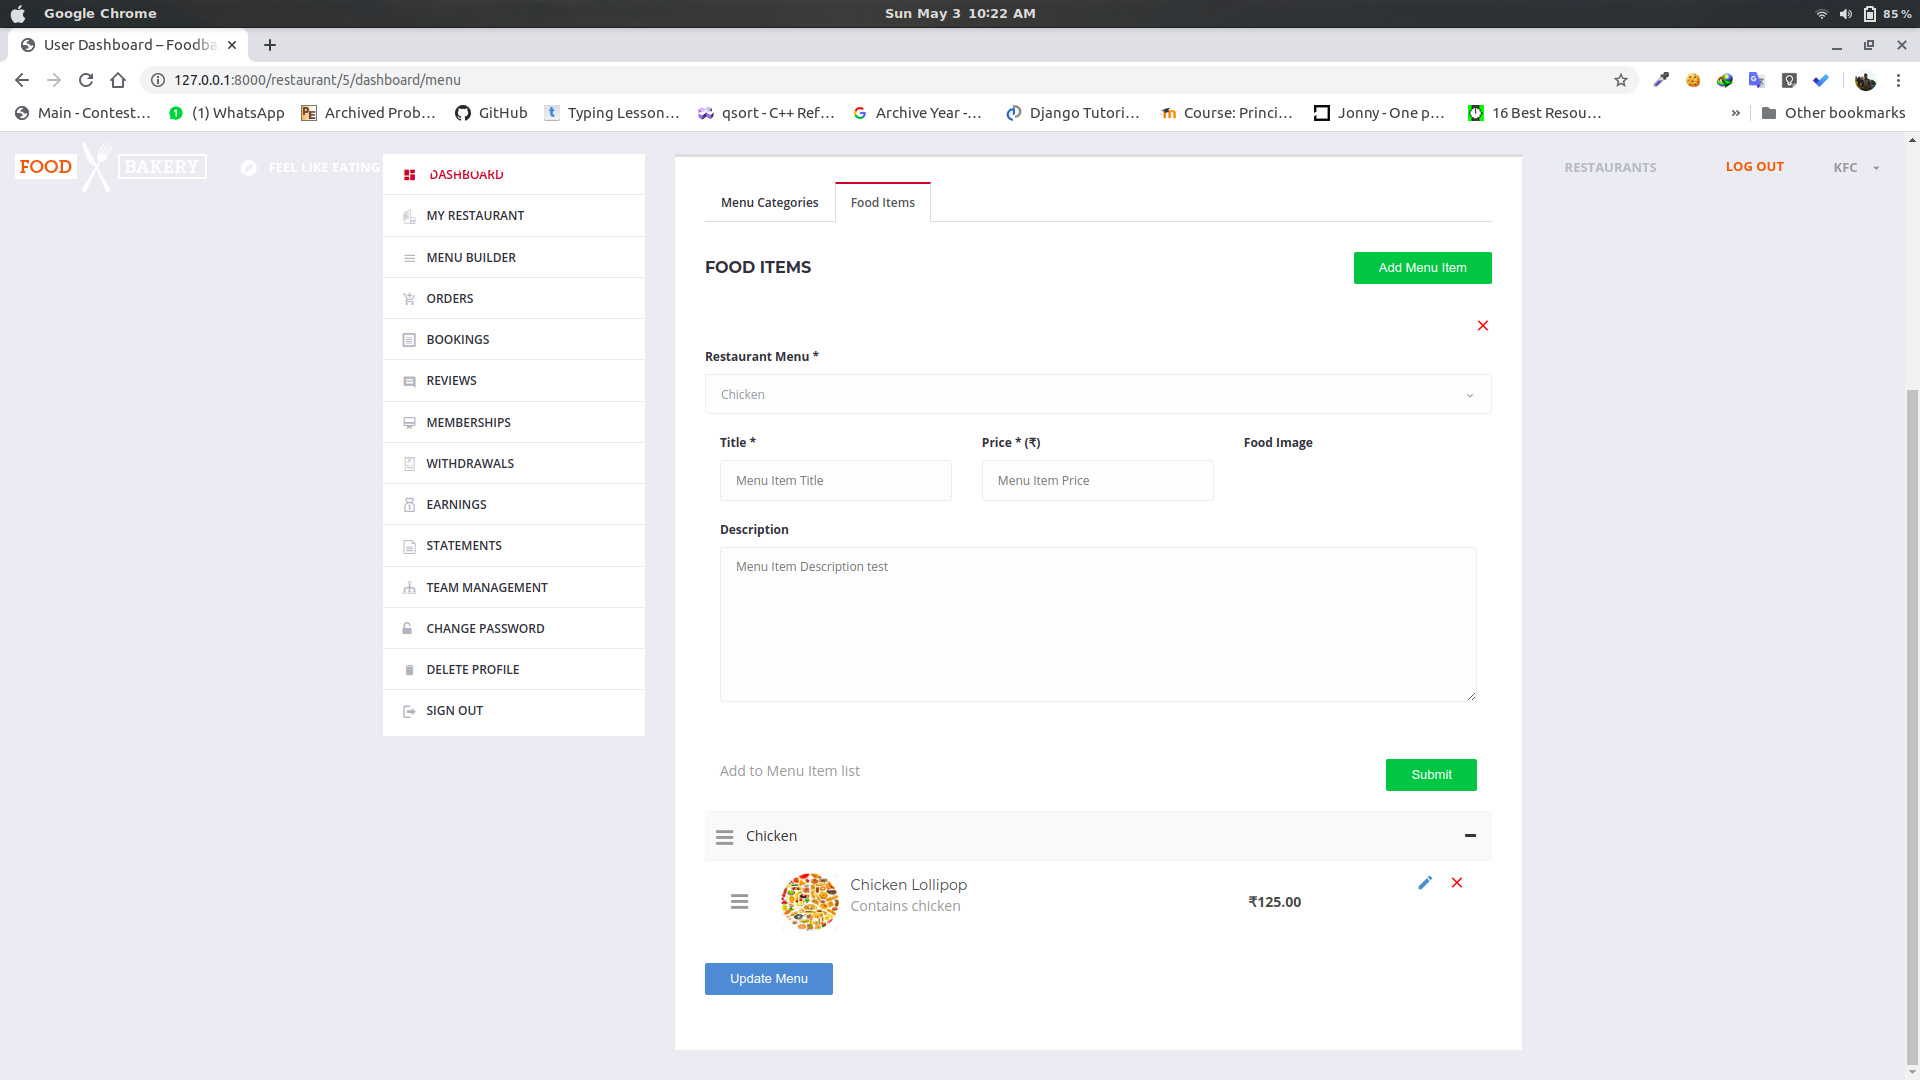 Google Chrome
Sun May 3 10:22 AM
85 %
User Dashboard – Foodba
127.0.0.1:8000/restaurant/5/dashboard/menu
Main - Contest...
(1) WhatsApp
Archived Prob...
GitHub
Typing Lesson...
qsort - C++ Ref...
Archive Year -...
Django Tutori...
Course: Princi...
Jonny - One p...
16 Best Resou...
»
Other bookmarks
FOOD BAKERY
FEEL LIKE EATING
RESTAURANTS
LOG OUT
KFC
DASHBOARD
MY RESTAURANT
MENU BUILDER
ORDERS
BOOKINGS
REVIEWS
MEMBERSHIPS
WITHDRAWALS
EARNINGS
STATEMENTS
TEAM MANAGEMENT
CHANGE PASSWORD
DELETE PROFILE
SIGN OUT
Menu Categories
Food Items
FOOD ITEMS
Add Menu Item
Restaurant Menu *
Chicken
Title *
Price * (₹)
Food Image
Menu Item Title
Menu Item Price
Description
Menu Item Description test
Add to Menu Item list
Submit
Chicken
Chicken Lollipop
Contains chicken
₹125.00
Update Menu